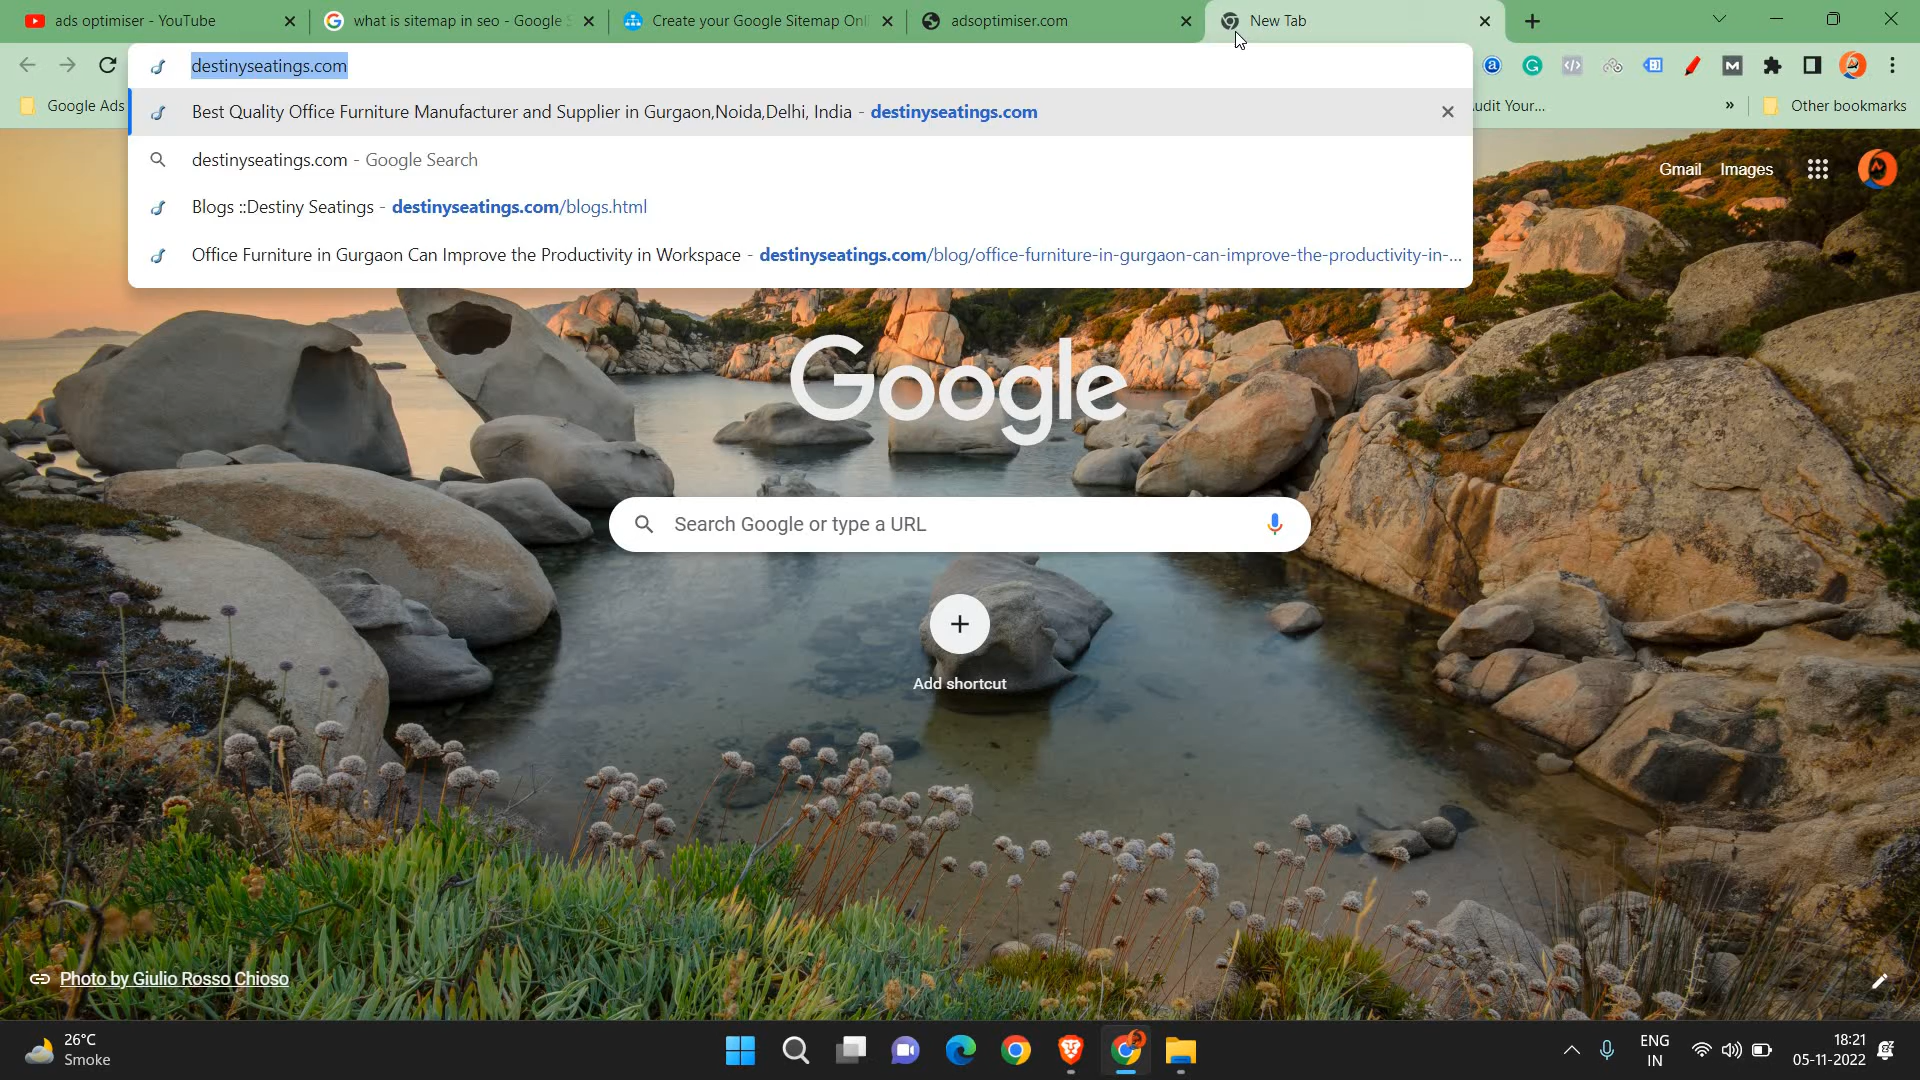 ads optimiser - YouTube
what is sitemap in seo - Google S
Create your Google Sitemap Onl
adsoptimiser.com
New Tab
destinyseatings.com
Google Ads
udit Your...
»
Other bookmarks
Best Quality Office Furniture Manufacturer and Supplier in Gurgaon,Noida,Delhi, India - destinyseatings.com
destinyseatings.com - Google Search
Blogs ::Destiny Seatings - destinyseatings.com/blogs.html
Office Furniture in Gurgaon Can Improve the Productivity in Workspace - destinyseatings.com/blog/office-furniture-in-gurgaon-can-improve-the-productivity-in-...
Gmail Images
Google
Search Google or type a URL
Add shortcut
Photo by Giulio Rosso Chioso
26°C
Smoke
ENG
IN
18:21
05-11-2022